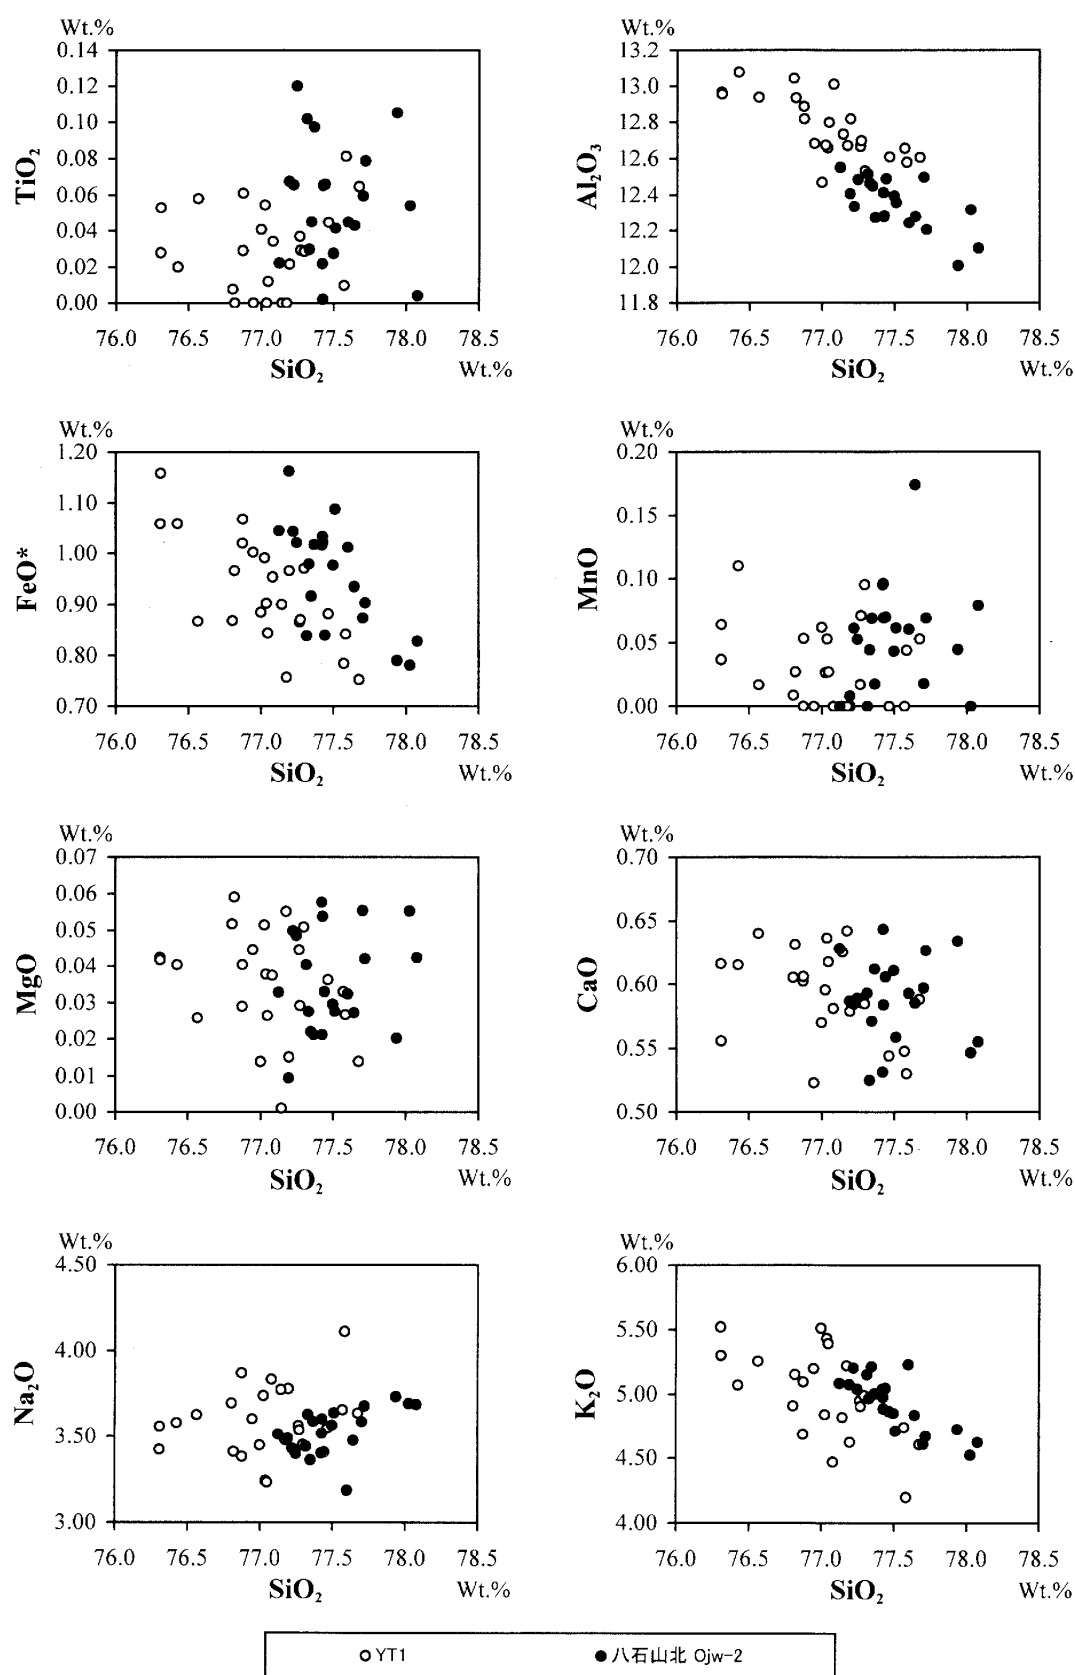 Wt.%
0.14
0.12
0.10
0.08
0.06
0.04
0.02
0.00
TiO2
76.0 76.5 77.0 77.5 78.0 78.5
SiO2 Wt.%
Wt.%
13.2
13.0
12.8
12.6
12.4
12.2
12.0
11.8
Al2O3
76.0 76.5 77.0 77.5 78.0 78.5
SiO2 Wt.%
Wt.%
1.20
1.10
1.00
0.90
0.80
0.70
FeO*
76.0 76.5 77.0 77.5 78.0 78.5
SiO2 Wt.%
Wt.%
0.20
0.15
0.10
0.05
0.00
MnO
76.0 76.5 77.0 77.5 78.0 78.5
SiO2 Wt.%
Wt.%
0.07
0.06
0.05
0.04
0.03
0.02
0.01
0.00
MgO
76.0 76.5 77.0 77.5 78.0 78.5
SiO2 Wt.%
Wt.%
0.70
0.65
0.60
0.55
0.50
CaO
76.0 76.5 77.0 77.5 78.0 78.5
SiO2 Wt.%
Wt.%
4.50
4.00
3.50
3.00
Na2O
76.0 76.5 77.0 77.5 78.0 78.5
SiO2 Wt.%
Wt.%
6.00
5.50
5.00
4.50
4.00
K2O
76.0 76.5 77.0 77.5 78.0 78.5
SiO2 Wt.%
YT1 八石山北 Ojw-2